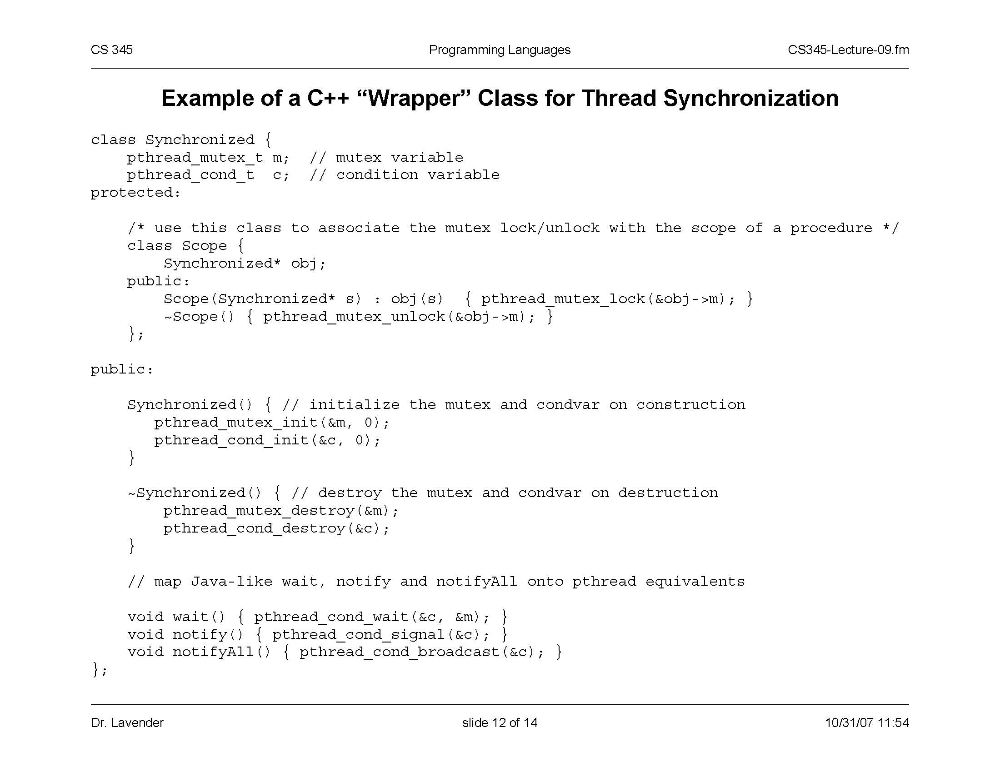 CS 345 Programming Languages CS345-Lecture-09.fm
Example of a C++ “Wrapper” Class for Thread Synchronization
class Synchronized {
    pthread_mutex_t m;  // mutex variable
    pthread_cond_t  c;  // condition variable
protected:
    /* use this class to associate the mutex lock/unlock with the scope of a procedure */
    class Scope {
        Synchronized* obj;
    public:
        Scope(Synchronized* s) : obj(s)  { pthread_mutex_lock(&obj->m); }
        ~Scope() { pthread_mutex_unlock(&obj->m); }
    };
public:
    Synchronized() { // initialize the mutex and condvar on construction
       pthread_mutex_init(&m, 0);
       pthread_cond_init(&c, 0);
    }
    ~Synchronized() { // destroy the mutex and condvar on destruction
        pthread_mutex_destroy(&m);
        pthread_cond_destroy(&c);
    }
    // map Java-like wait, notify and notifyAll onto pthread equivalents
    void wait() { pthread_cond_wait(&c, &m); }
    void notify() { pthread_cond_signal(&c); }
    void notifyAll() { pthread_cond_broadcast(&c); }
};
Dr. Lavender slide 12 of 14 10/31/07 11:54